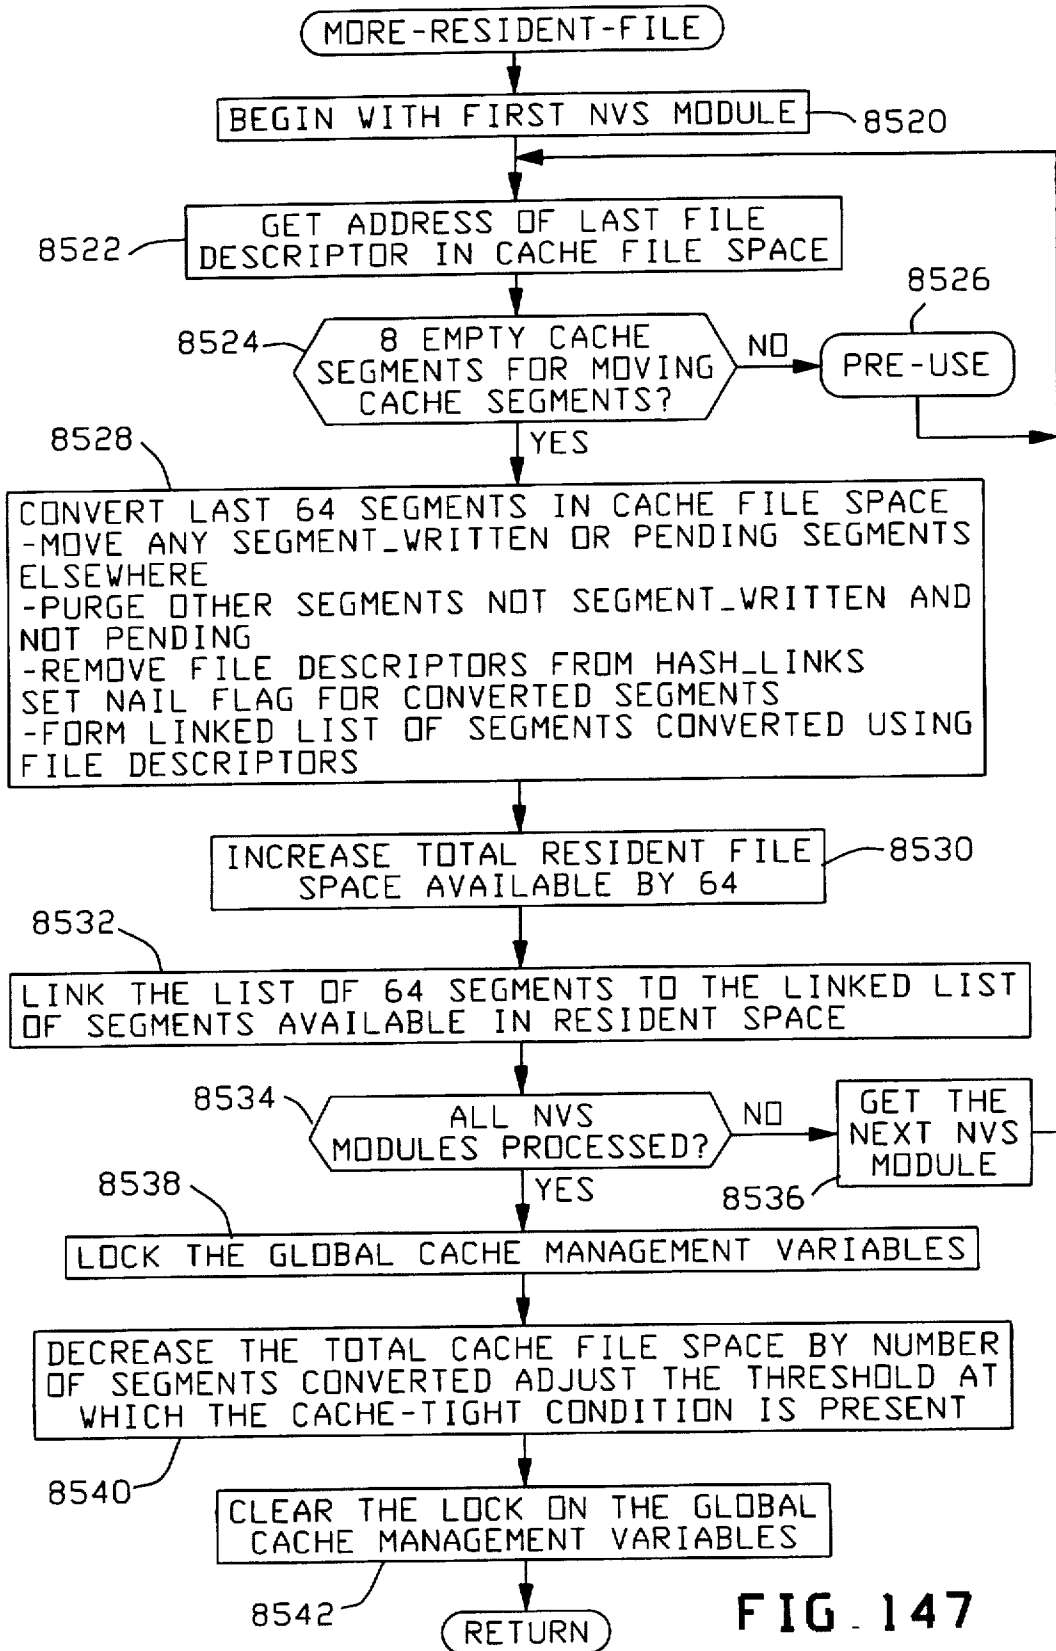 MORE-RESIDENT-FILE
BEGIN WITH FIRST NVS MODULE
8520
GET ADDRESS OF LAST FILE
DESCRIPTOR IN CACHE FILE SPACE
8522
8526
8524
8 EMPTY CACHE
SEGMENTS FOR MOVING
CACHE SEGMENTS?
NO
PRE-USE
YES
8528
CONVERT LAST 64 SEGMENTS IN CACHE FILE SPACE
-MOVE ANY SEGMENT_WRITTEN OR PENDING SEGMENTS
ELSEWHERE
-PURGE OTHER SEGMENTS NOT SEGMENT_WRITTEN AND
NOT PENDING
-REMOVE FILE DESCRIPTORS FROM HASH_LINKS
SET NAIL FLAG FOR CONVERTED SEGMENTS
-FORM LINKED LIST OF SEGMENTS CONVERTED USING
FILE DESCRIPTORS
INCREASE TOTAL RESIDENT FILE
SPACE AVAILABLE BY 64
8530
8532
LINK THE LIST OF 64 SEGMENTS TO THE LINKED LIST
OF SEGMENTS AVAILABLE IN RESIDENT SPACE
8534
ALL NVS
MODULES PROCESSED?
NO
GET THE
NEXT NVS
MODULE
8536
YES
8538
LOCK THE GLOBAL CACHE MANAGEMENT VARIABLES
DECREASE THE TOTAL CACHE FILE SPACE BY NUMBER
OF SEGMENTS CONVERTED ADJUST THE THRESHOLD AT
WHICH THE CACHE-TIGHT CONDITION IS PRESENT
8540
CLEAR THE LOCK ON THE GLOBAL
CACHE MANAGEMENT VARIABLES
8542
RETURN
FIG. 147